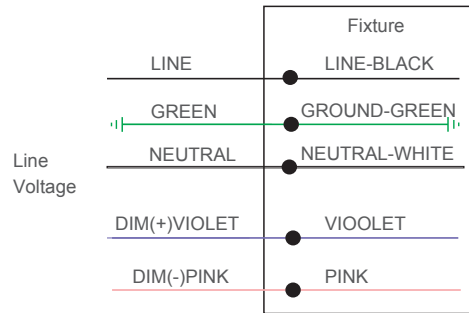 Fixture
LINE LINE-BLACK
GREEN GROUND-GREEN
Line
Voltage
NEUTRAL NEUTRAL-WHITE
DIM(+)VIOLET VIOOLET
DIM(-)PINK PINK